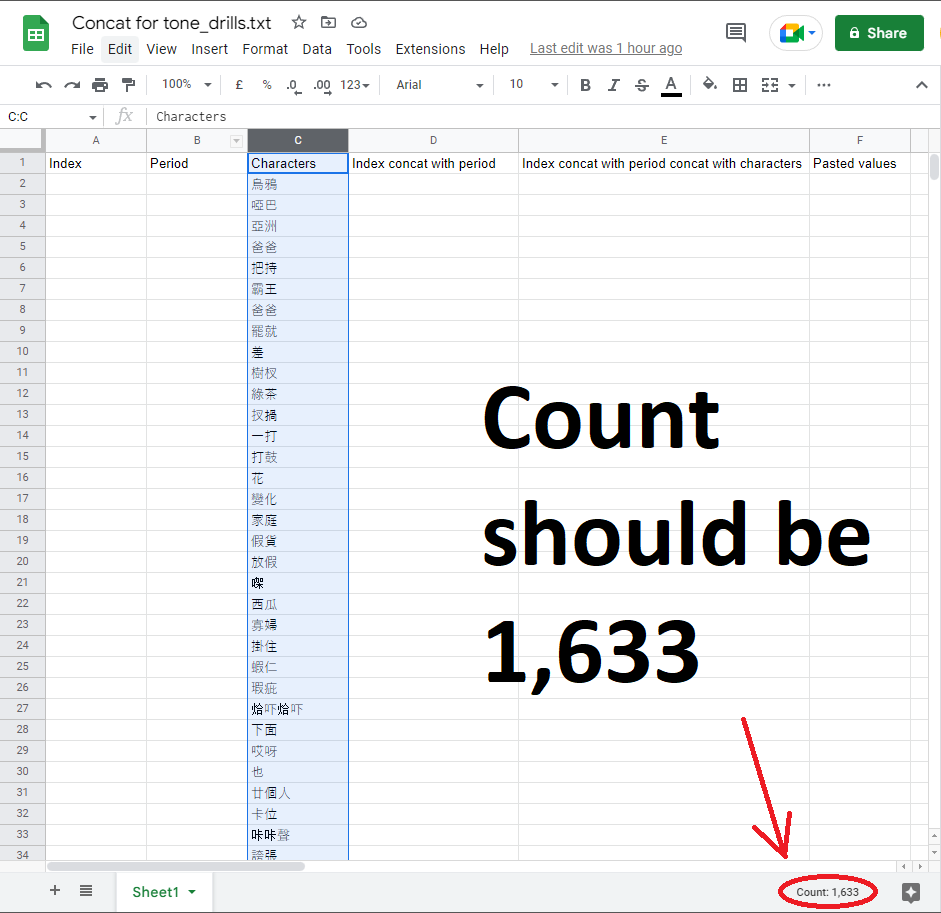 Concat for tone_drills.txt
File Edit View Insert Format Data Tools Extensions Help Last edit was 1 hour ago
Share
100% £ % .0 .00 123 Arial 10 B I S A
C:C fx Characters
A B C D E F
1 Index Period Characters Index concat with period Index concat with period concat with characters Pasted values
2 烏鴉
3 啞巴
4 亞洲
5 爸爸
6 把持
7 霸王
8 爸爸
9 罷就
10 差
11 樹杈
12 綠茶
13 扠撾
14 一打
15 打鼓
16 花
17 變化
18 家庭
19 假貨
20 放假
21 㗎
22 西瓜
23 寡婦
24 掛住
25 蝦仁
26 瑕疵
27 烚吓烚吓
28 下面
29 哎呀
30 也
31 廿個人
32 卡位
33 咔咔聲
34 誇張
Count
should be
1,633
Sheet1
Count: 1,633